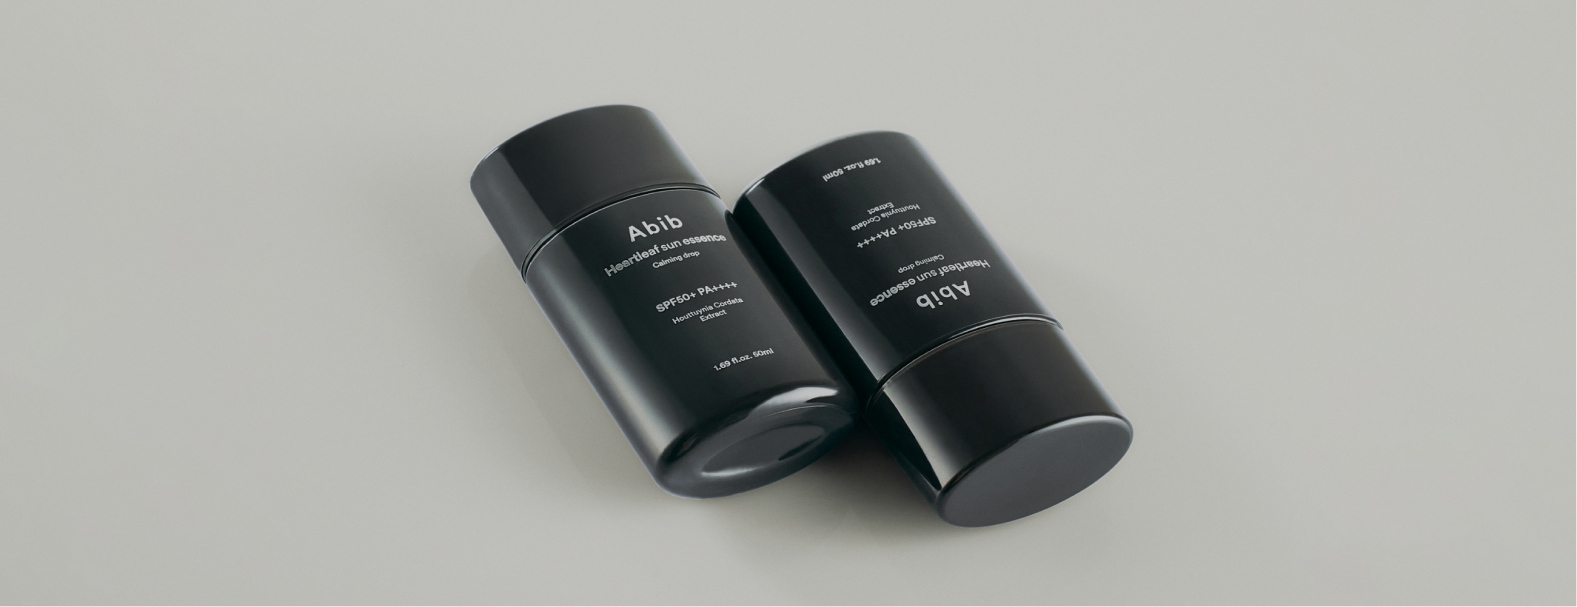 Abib
Heartleaf sun essence
Calming drop
SPF50+ PA++++
Houttuynia Cordata
Extract
1.69 fl.oz. 50ml
Abib
Heartleaf sun essence
Calming drop
SPF50+ PA++++
Houttuynia Cordata
Extract
1.69 fl.oz. 50ml